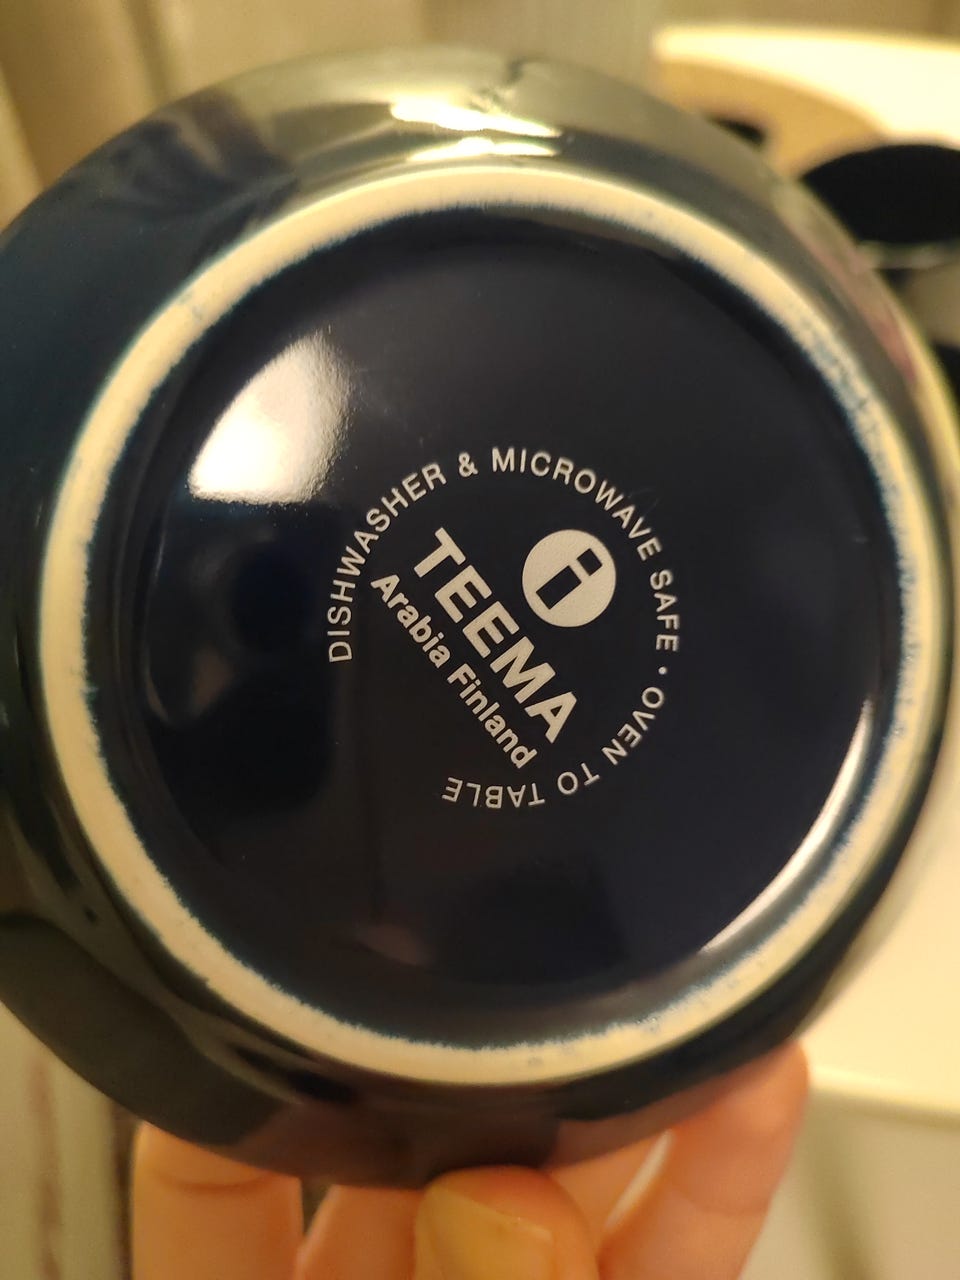 DISHWASHER & MICROWAVE SAFE · OVEN TO TABLE
i
TEEMA
Arabia Finland